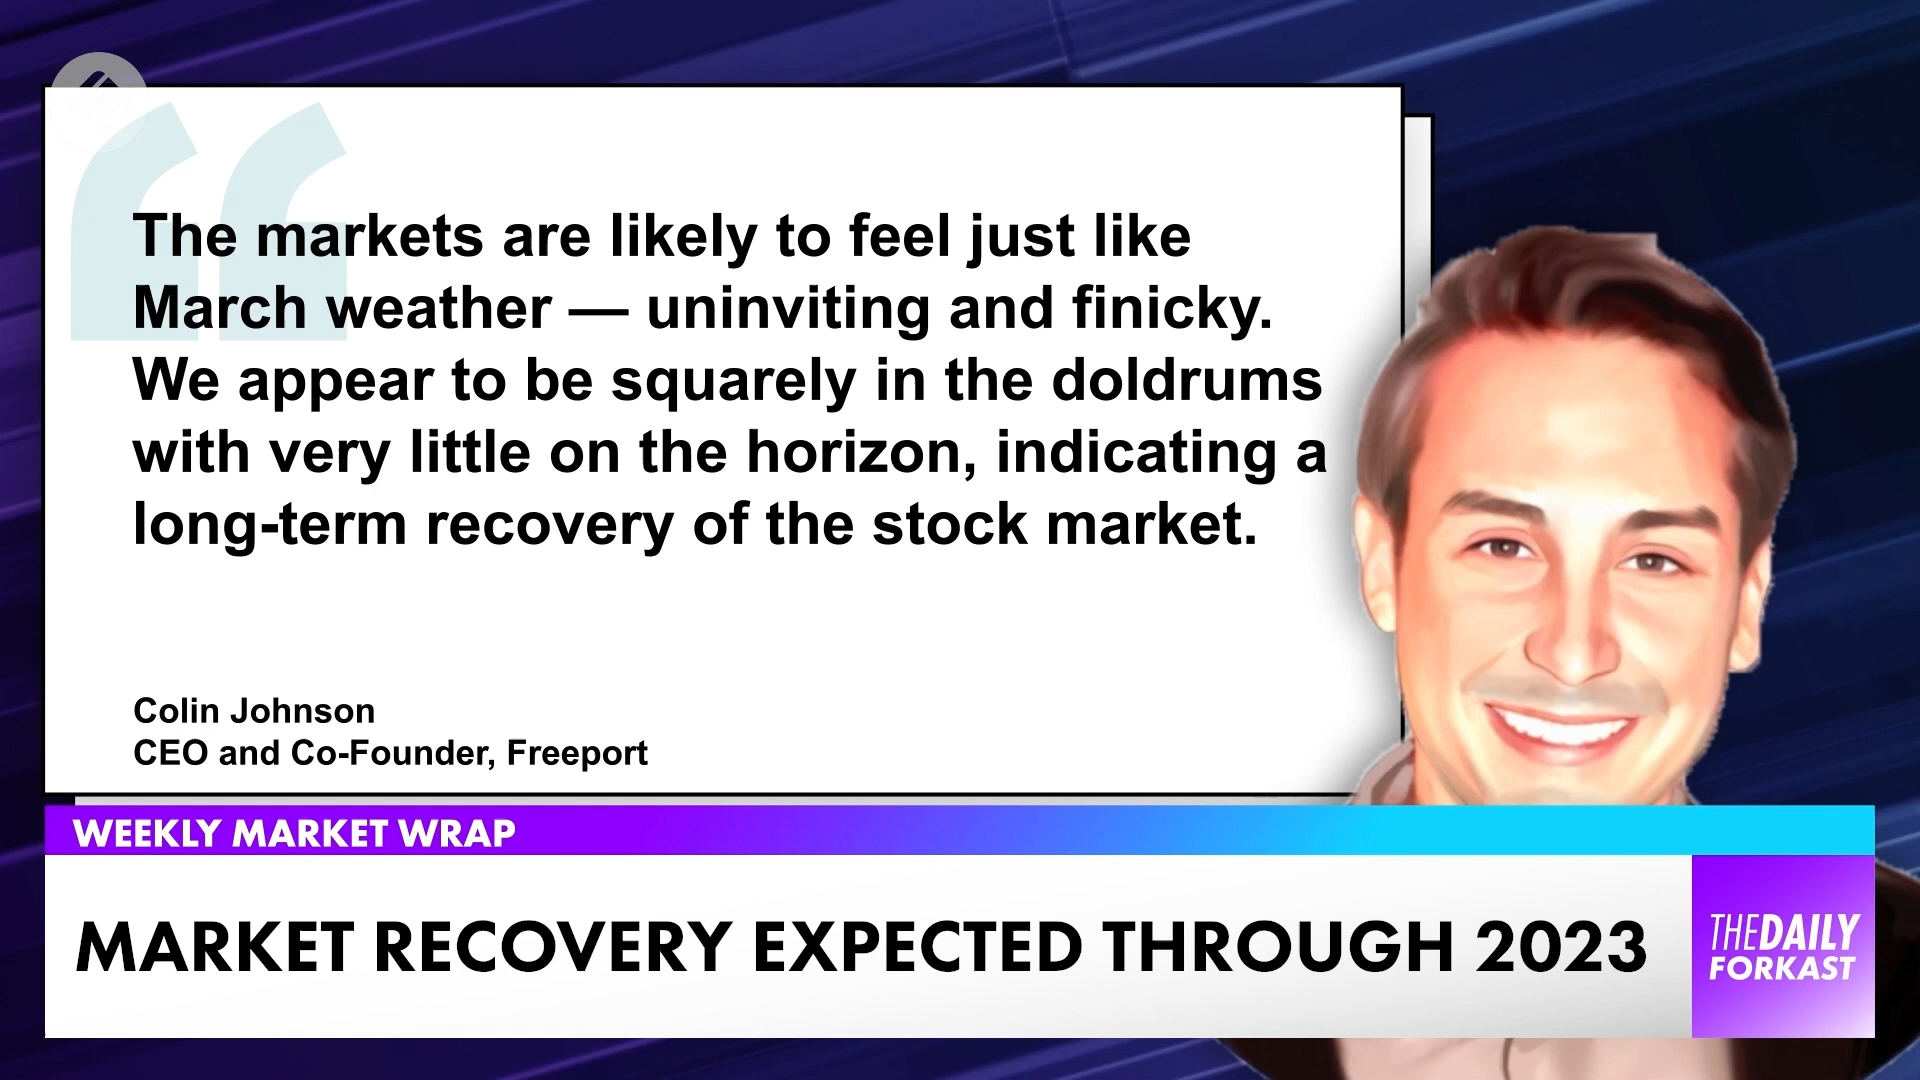 The markets are likely to feel just like
March weather — uninviting and finicky.
We appear to be squarely in the doldrums
with very little on the horizon, indicating a
long-term recovery of the stock market.
Colin Johnson
CEO and Co-Founder, Freeport
WEEKLY MARKET WRAP
MARKET RECOVERY EXPECTED THROUGH 2023
THEDAILY
FORKAST